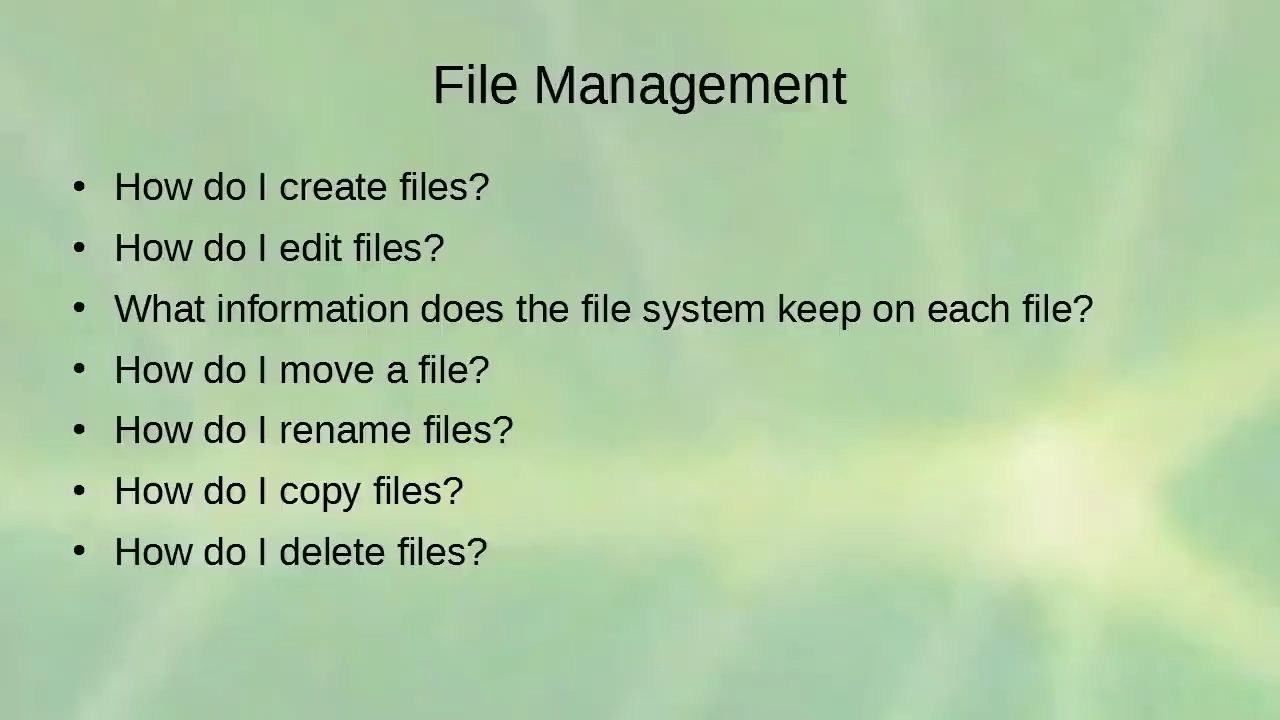 File Management
• How do I create files?
• How do I edit files?
• What information does the file system keep on each file?
• How do I move a file?
• How do I rename files?
• How do I copy files?
• How do I delete files?